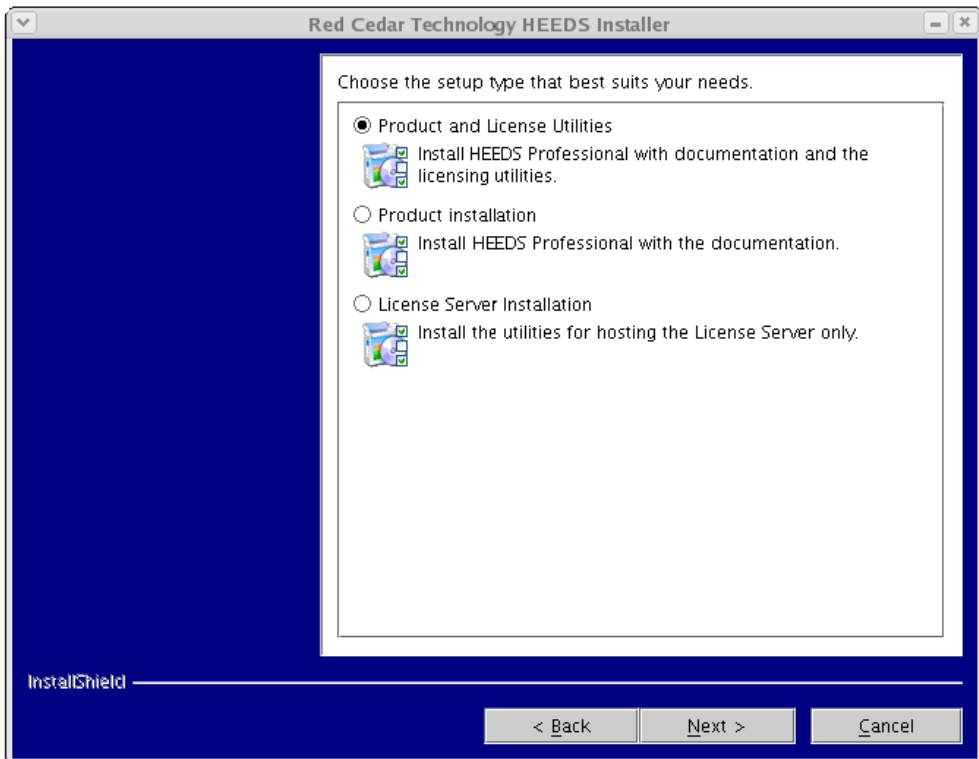 Red Cedar Technology HEEDS Installer
Choose the setup type that best suits your needs.
Product and License Utilities
Install HEEDS Professional with documentation and the
licensing utilities.
Product installation
Install HEEDS Professional with the documentation.
License Server Installation
Install the utilities for hosting the License Server only.
InstallShield
< Back
Next >
Cancel